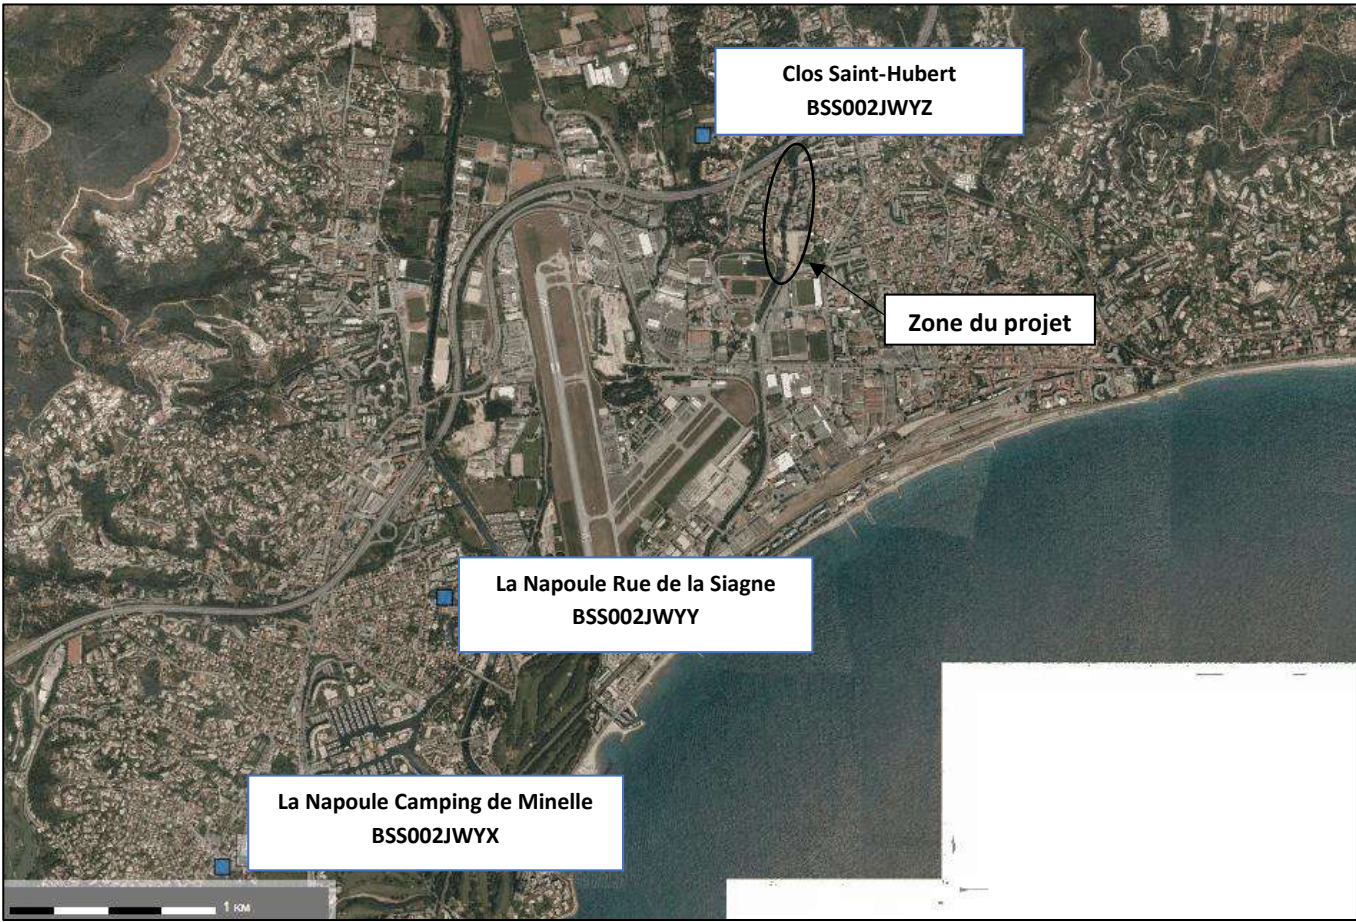 Clos Saint-Hubert
BSS002JWYZ
Zone du projet
La Napoule Rue de la Siagne
BSS002JWYY
La Napoule Camping de Minelle
BSS002JWYX
1 KM